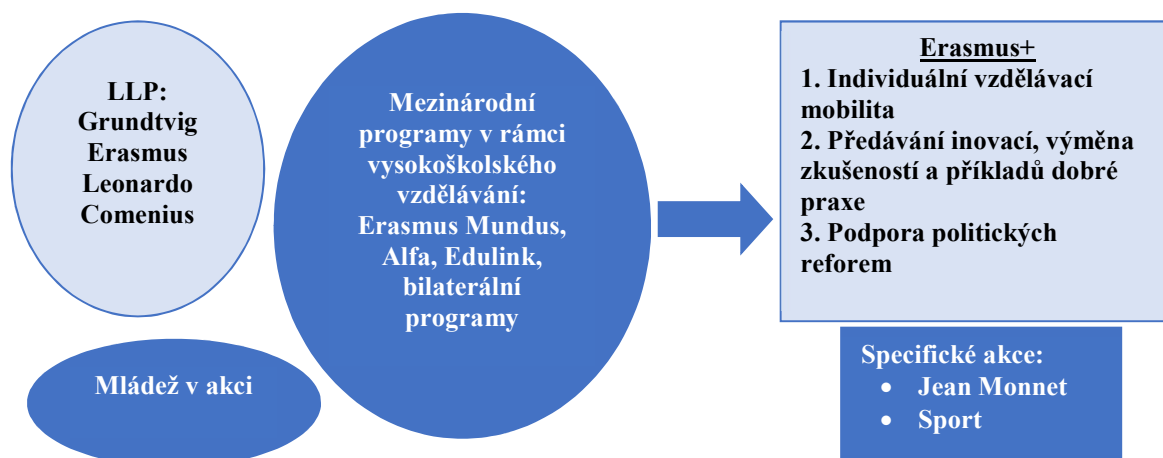 LLP:
Grundtvig
Erasmus
Leonardo
Comenius
Mládež v akci
Mezinárodní
programy v rámci
vysokoškolského
vzdělávání:
Erasmus Mundus,
Alfa, Edulink,
bilaterální
programy
Erasmus+
1. Individuální vzdělávací
mobilita
2. Předávání inovací, výměna
zkušeností a příkladů dobré
praxe
3. Podpora politických
reforem
Specifické akce:
• Jean Monnet
• Sport